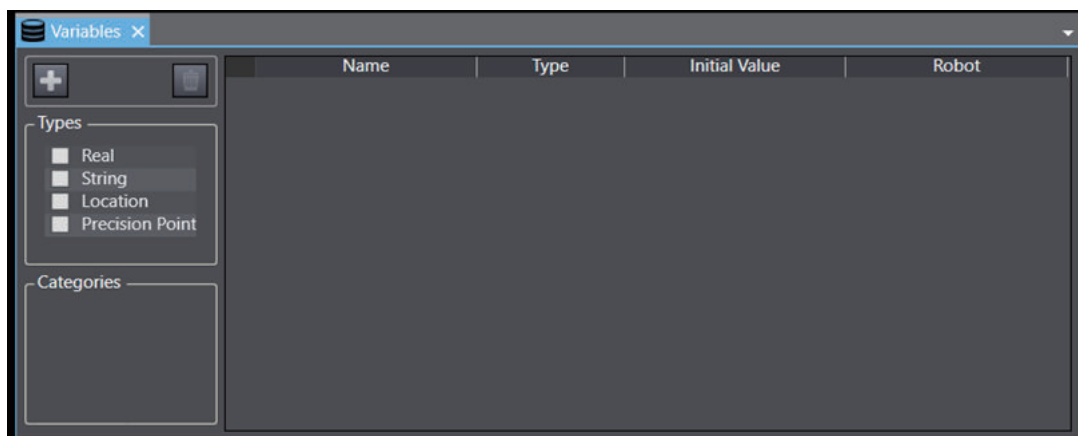 Variables
Name Type Initial Value Robot
Types
Real
String
Location
Precision Point
Categories